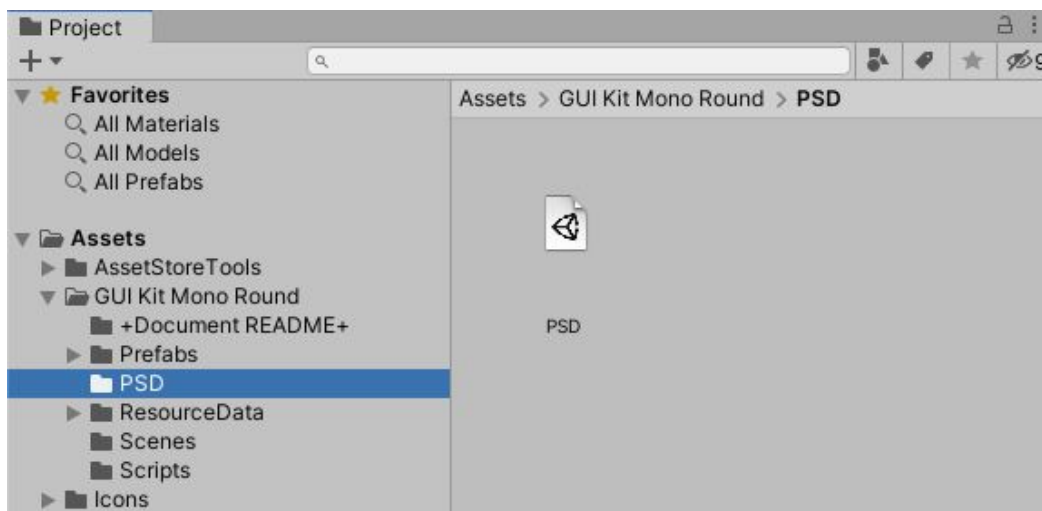 Project
9
Favorites
All Materials
All Models
All Prefabs
Assets
AssetStoreTools
GUI Kit Mono Round
+Document README+
Prefabs
PSD
ResourceData
Scenes
Scripts
Icons
Assets > GUI Kit Mono Round > PSD
PSD